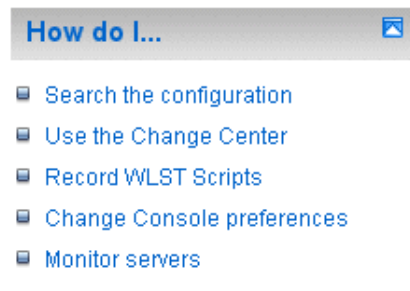 How do I...
Search the configuration
Use the Change Center
Record WLST Scripts
Change Console preferences
Monitor servers